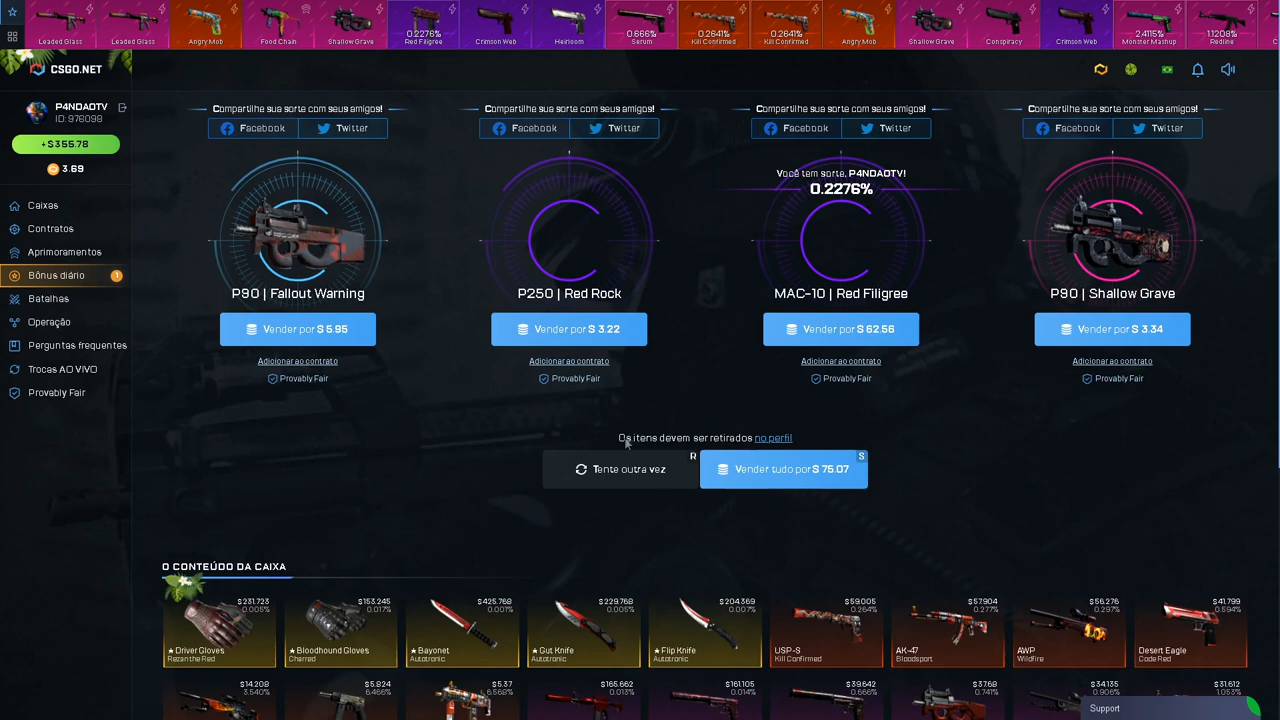 Leaded Glass
Leaded Glass
Angry Mob
Food Chain
Shallow Grave
0.2276%
Red Filigree
Crimson Web
Heirloom
0.666%
Serum
0.2641%
Kill Confirmed
0.2641%
Kill Confirmed
Angry Mob
Shallow Grave
Conspiracy
Crimson Web
2.4115%
Monster Mashup
1.1208%
Redline
CSGO.NET
P4NDAOTV
ID: 978098
+$355.78
3.69
Caixas
Contratos
Aprimoramentos
Bônus diário 1
Batalhas
Operação
Perguntas frequentes
Trocas AO VIVO
Provably Fair
Compartilhe sua sorte com seus amigos!
Facebook Twitter
P90 | Fallout Warning
Vender por $ 5.95
Adicionar ao contrato
Provably Fair
Compartilhe sua sorte com seus amigos!
Facebook Twitter
P250 | Red Rock
Vender por $ 3.22
Adicionar ao contrato
Provably Fair
Compartilhe sua sorte com seus amigos!
Facebook Twitter
Você tem sorte, P4NDAOTV!
0.2276%
MAC-10 | Red Filigree
Vender por $ 62.56
Adicionar ao contrato
Provably Fair
Compartilhe sua sorte com seus amigos!
Facebook Twitter
P90 | Shallow Grave
Vender por $ 3.34
Adicionar ao contrato
Provably Fair
Os itens devem ser retirados no perfil
Tente outra vez R
Vender tudo por $ 75.07 S
O CONTEÚDO DA CAIXA
$231.723
0.005%
★ Driver Gloves
Rezan the Red
$153.245
0.017%
★ Bloodhound Gloves
Charred
$425.768
0.001%
★ Bayonet
Autotronic
$229.768
0.005%
★ Gut Knife
Autotronic
$204.369
0.007%
★ Flip Knife
Autotronic
$59.005
0.264%
USP-S
Kill Confirmed
$57.904
0.277%
AK-47
Bloodsport
$56.276
0.297%
AWP
Wildfire
$41.799
0.594%
Desert Eagle
Code Red
$14.208
3.540%
$5.824
6.466%
$5.37
6.568%
$165.662
0.013%
$161.105
0.014%
$39.642
0.666%
$37.68
0.741%
$34.135
0.906%
$31.612
1.053%
Support